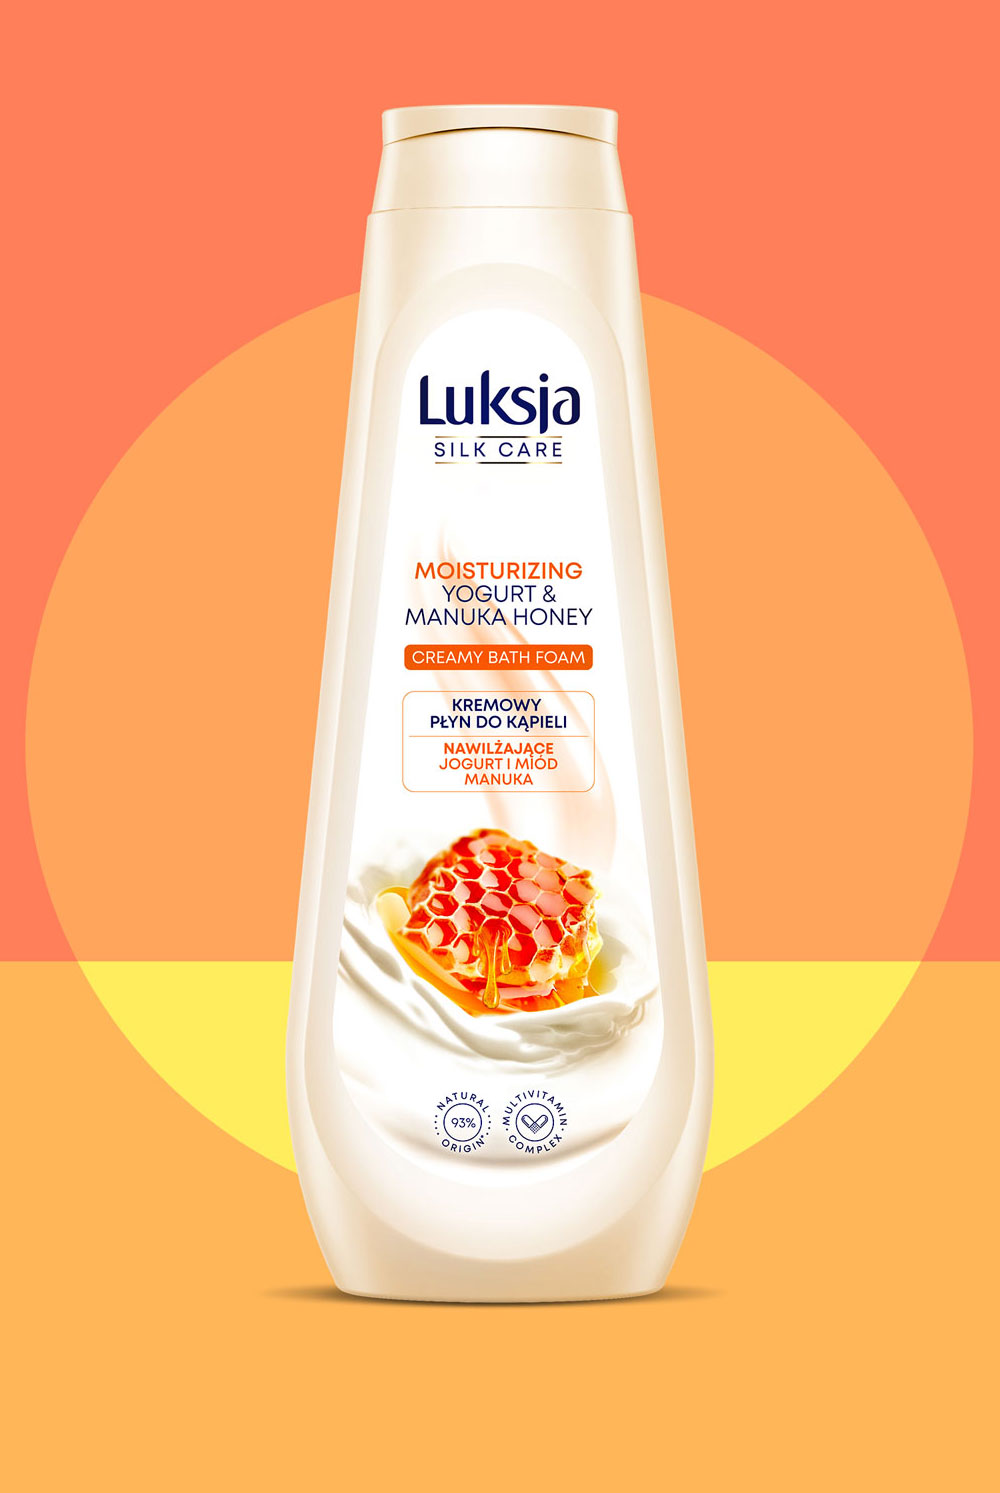 Luksja
SILK CARE
MOISTURIZING
YOGURT &
MANUKA HONEY
CREAMY BATH FOAM
KREMOWY
PŁYN DO KĄPIELI
NAWILŻAJĄCE
JOGURT I MIÓD
MANUKA
NATURAL
93%
ORIGIN*
MULTIVITAMIN
COMPLEX